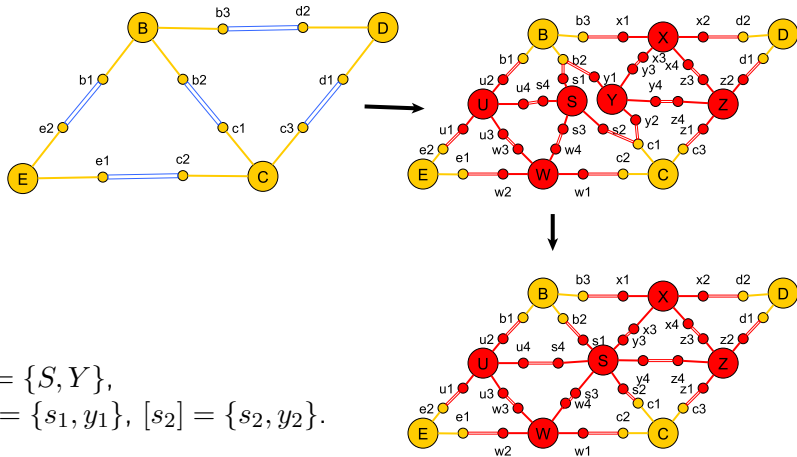 B b3 d2 D
b1 b2 d1
e2 c1 c3
e1 c2
E C
B b3 x1 X x2 d2 D
b1 b2 x3 x4 d1
u2 s4 s1 y1 y3 z3 z2
U u4 S Y y4 Z
u1 u3 s3 s2 y2 z4 z1
e2 e1 w3 w4 c1 c3
E W c2 C
w2 w1
B b3 x1 X x2 d2 D
b1 b2 x3 x4 d1
u2 u4 s4 s1 y3 z3 z2
U S Z
u1 u3 s3 y4 s2 z4 z1
e2 e1 w3 w4 c1 c3
E W c2 C
w2 w1
= {S, Y},
= {s₁, y₁}, [s₂] = {s₂, y₂}.